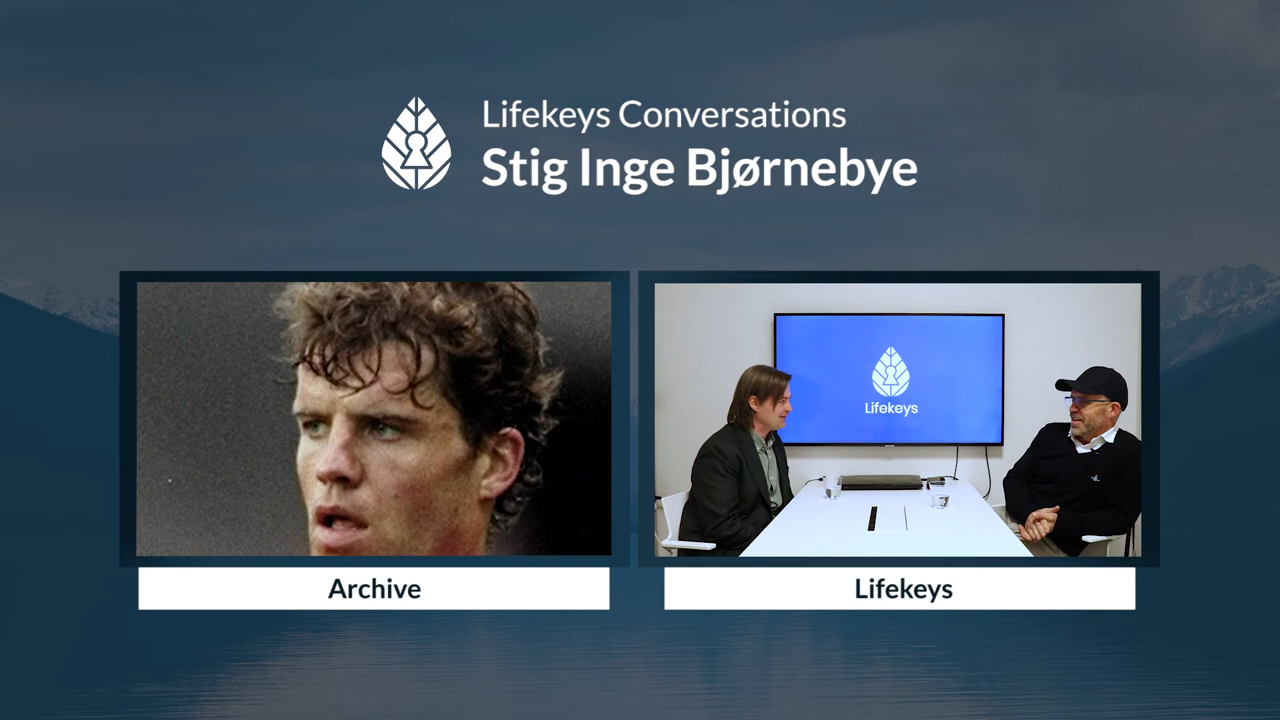 Lifekeys Conversations
Stig Inge Bjørnebye
Lifekeys
Archive
Lifekeys